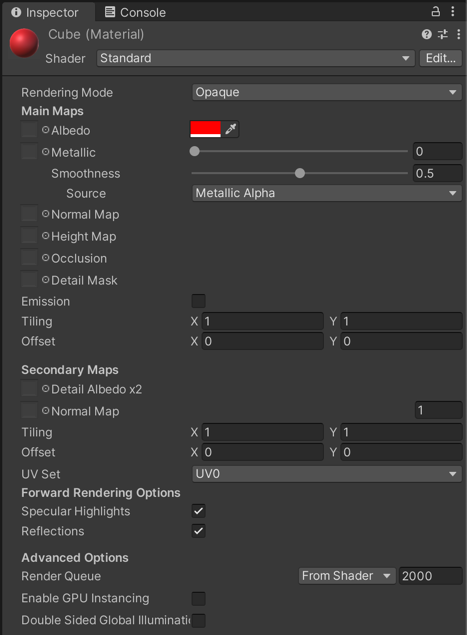 Inspector Console
Cube (Material)
Shader Standard Edit...
Rendering Mode Opaque
Main Maps
Albedo
Metallic 0
Smoothness 0.5
Source Metallic Alpha
Normal Map
Height Map
Occlusion
Detail Mask
Emission
Tiling X 1 Y 1
Offset X 0 Y 0
Secondary Maps
Detail Albedo x2
Normal Map 1
Tiling X 1 Y 1
Offset X 0 Y 0
UV Set UV0
Forward Rendering Options
Specular Highlights
Reflections
Advanced Options
Render Queue From Shader 2000
Enable GPU Instancing
Double Sided Global Illuminati